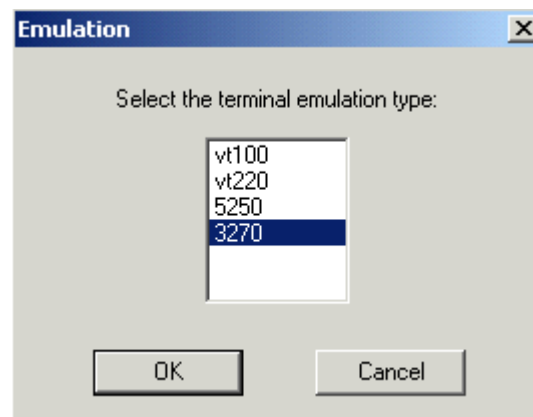 Emulation
Select the terminal emulation type:
vt100
vt220
5250
3270
OK
Cancel